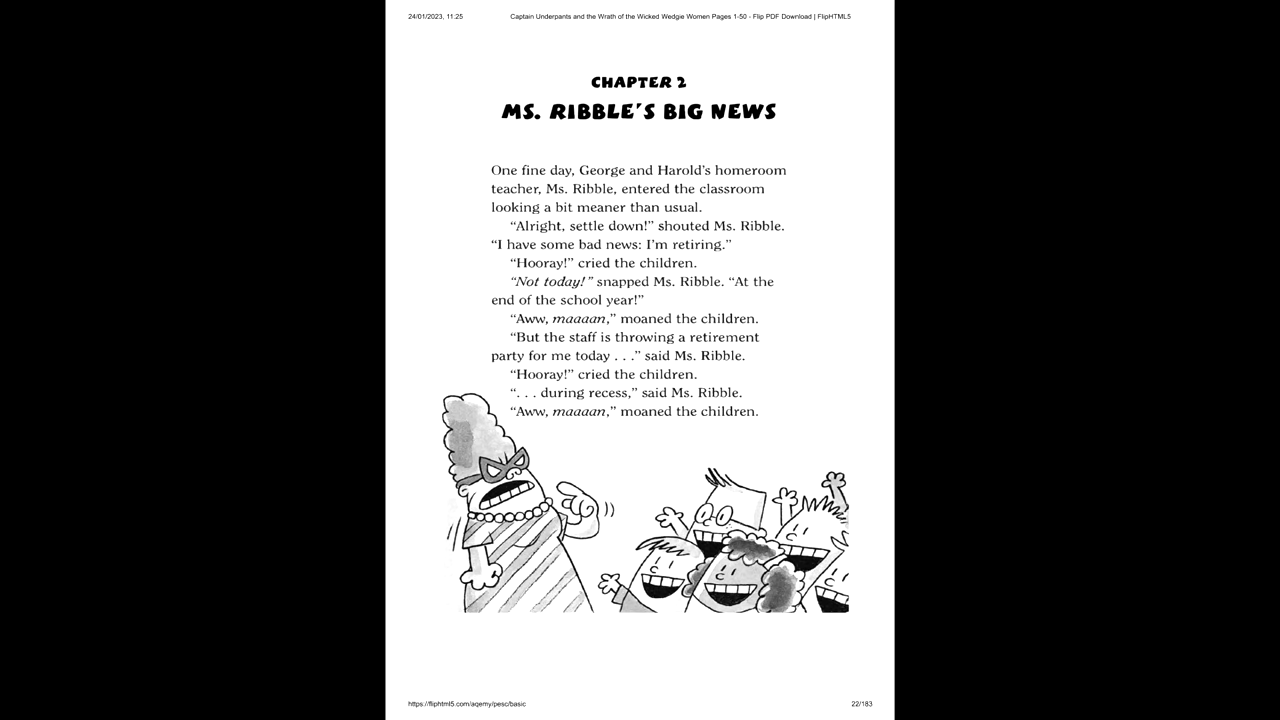 24/01/2023, 11:25 Captain Underpants and the Wrath of the Wicked Wedgie Women Pages 1-50 - Flip PDF Download | FlipHTML5
CHAPTER 2
MS. RIBBLE'S BIG NEWS
One fine day, George and Harold's homeroom
teacher, Ms. Ribble, entered the classroom
looking a bit meaner than usual.
“Alright, settle down!” shouted Ms. Ribble.
“I have some bad news: I'm retiring.”
“Hooray!” cried the children.
“Not today!” snapped Ms. Ribble. “At the
end of the school year!”
“Aww, maaaan,” moaned the children.
“But the staff is throwing a retirement
party for me today . . .” said Ms. Ribble.
“Hooray!” cried the children.
“. . . during recess,” said Ms. Ribble.
“Aww, maaaan,” moaned the children.
https://fliphtml5.com/aqemy/pesc/basic 22/183